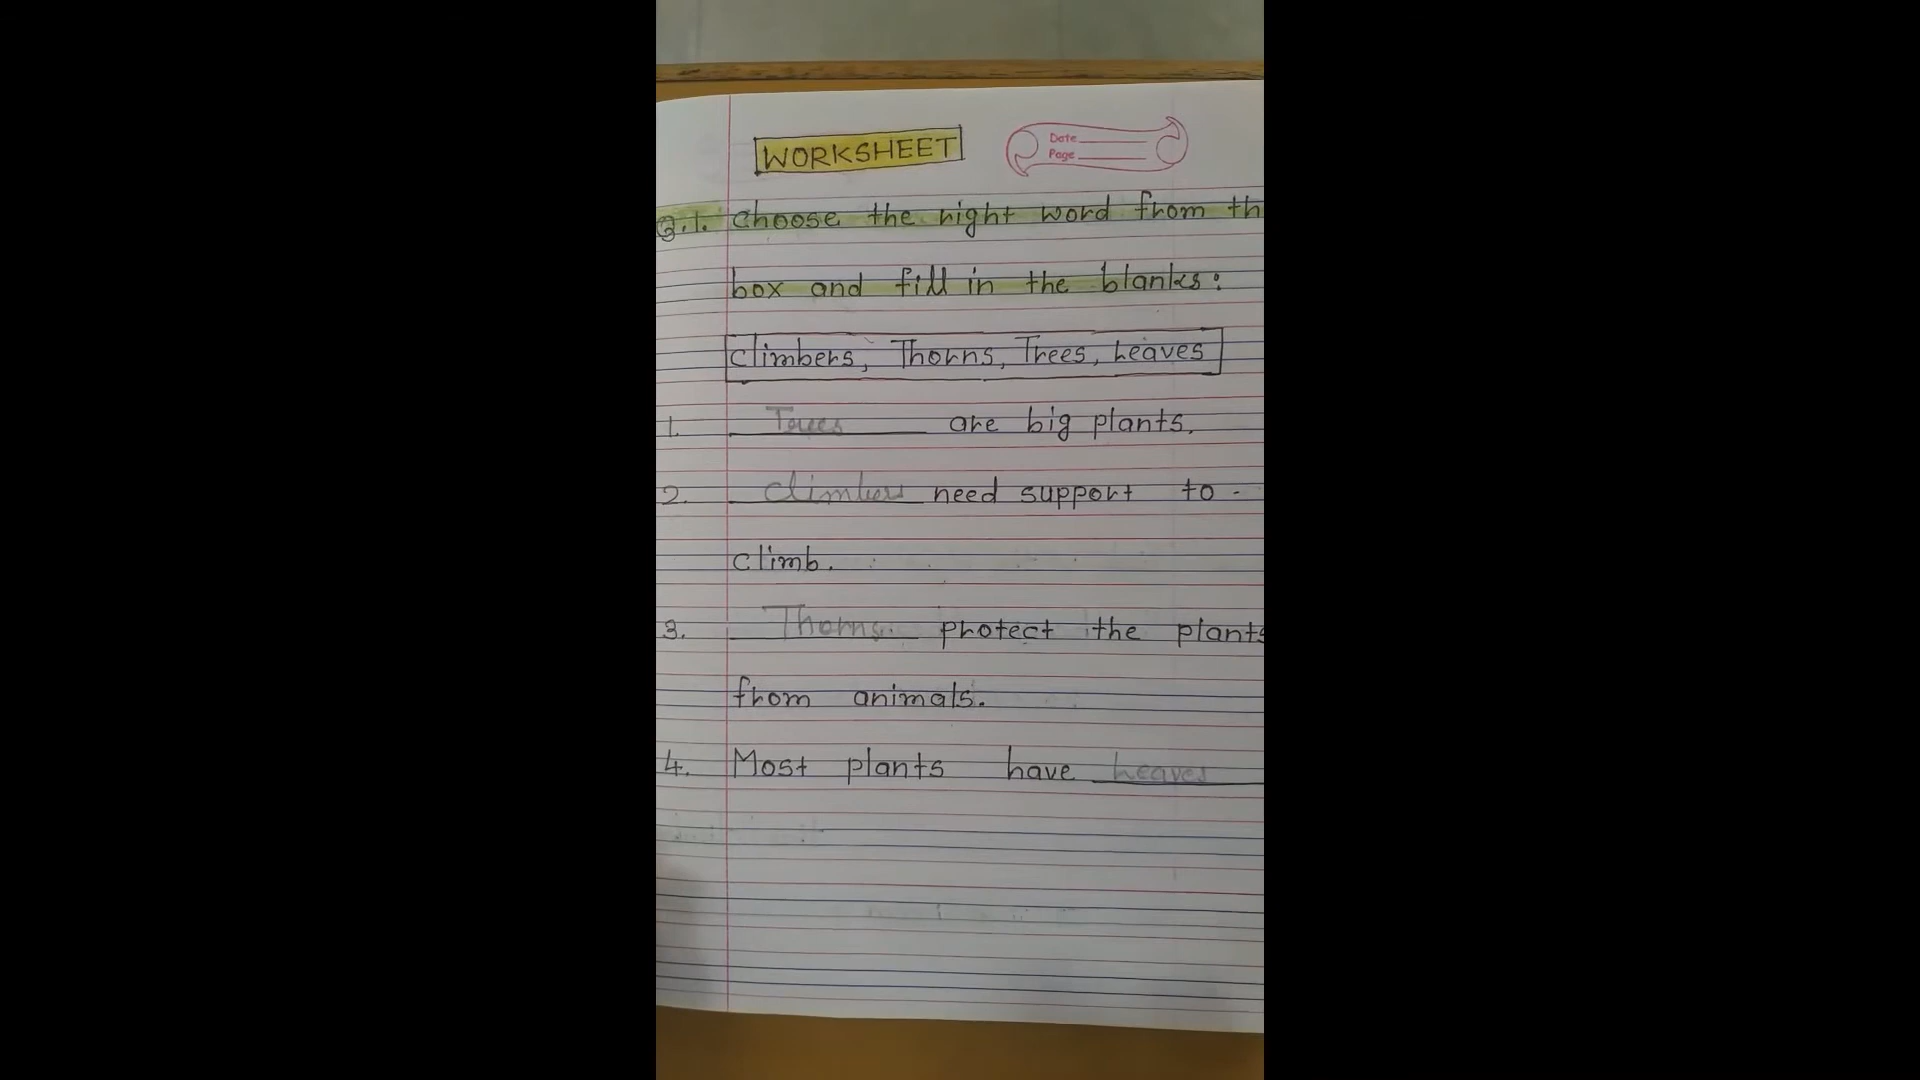 WORKSHEET
Date
Page
Q.1. Choose the right word from th
box and fill in the blanks:
Climbers, Thorns, Trees, Leaves
1. Trees are big plants.
2. Climbers need support to -
climb.
3. Thorns. protect the plants
from animals.
4. Most plants have Leaves